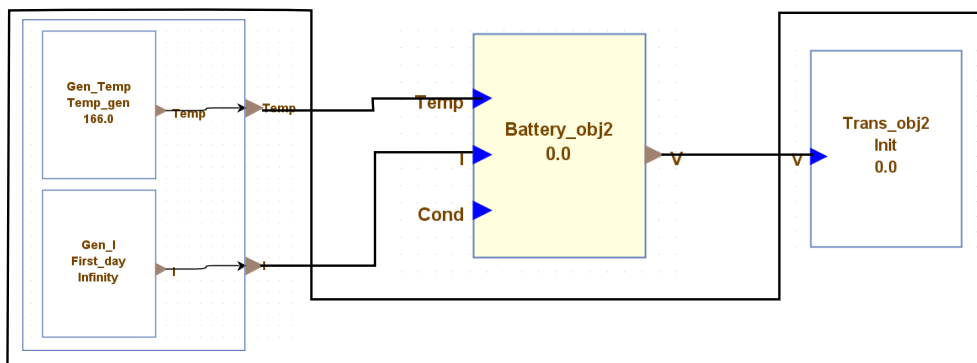 Gen_Temp
Temp_gen
166.0
Temp
Temp
Gen_I
First_day
Infinity
I
I
Temp
I
Cond
Battery_obj2
0.0
V
V
Trans_obj2
Init
0.0